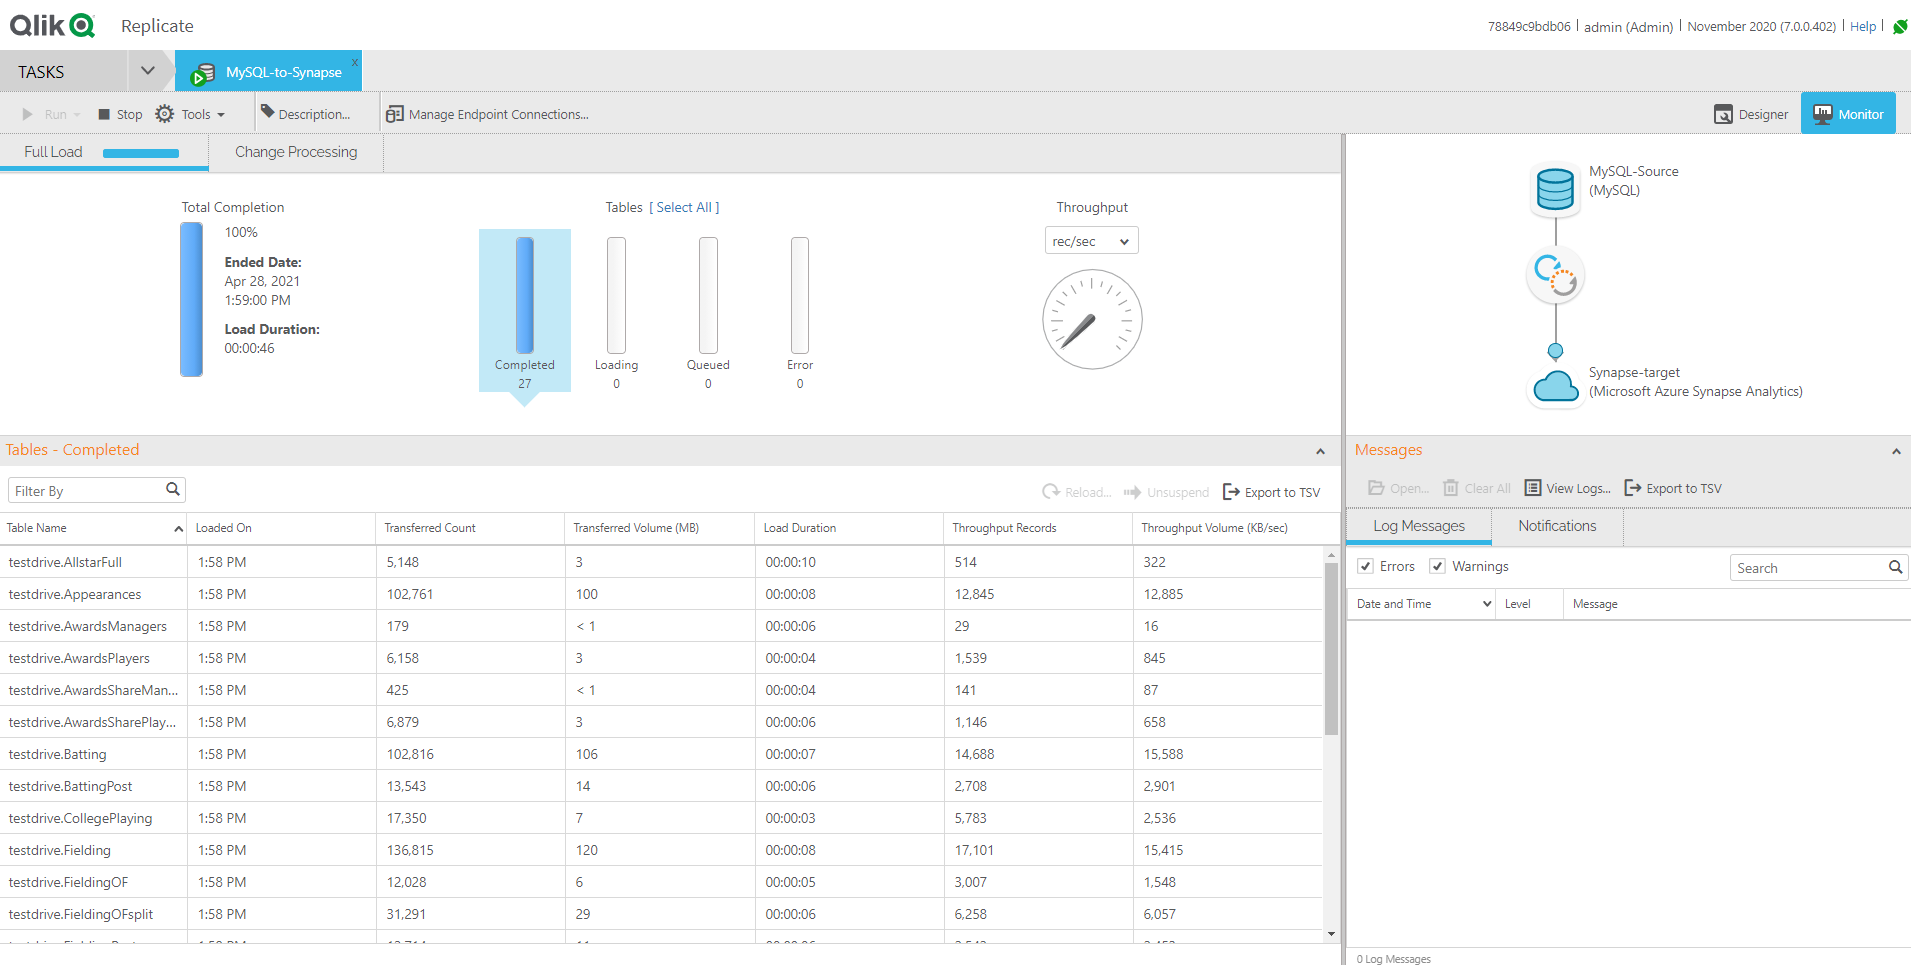 Qlik Replicate
78849c9bdb06 | admin (Admin) | November 2020 (7.0.0.402) | Help |
TASKS MySQL-to-Synapse x
Run Stop Tools Description... Manage Endpoint Connections... Designer Monitor
Full Load Change Processing
Total Completion
100%
Ended Date:
Apr 28, 2021
1:59:00 PM
Load Duration:
00:00:46
Tables [ Select All ]
Completed Loading Queued Error
27 0 0 0
Throughput
rec/sec
MySQL-Source
(MySQL)
Synapse-target
(Microsoft Azure Synapse Analytics)
Tables - Completed
Filter By Reload... Unsuspend Export to TSV
Table Name Loaded On Transferred Count Transferred Volume (MB) Load Duration Throughput Records Throughput Volume (KB/sec)
testdrive.AllstarFull 1:58 PM 5,148 3 00:00:10 514 322
testdrive.Appearances 1:58 PM 102,761 100 00:00:08 12,845 12,885
testdrive.AwardsManagers 1:58 PM 179 < 1 00:00:06 29 16
testdrive.AwardsPlayers 1:58 PM 6,158 3 00:00:04 1,539 845
testdrive.AwardsShareMan... 1:58 PM 425 < 1 00:00:04 141 87
testdrive.AwardsSharePlay... 1:58 PM 6,879 3 00:00:06 1,146 658
testdrive.Batting 1:58 PM 102,816 106 00:00:07 14,688 15,588
testdrive.BattingPost 1:58 PM 13,543 14 00:00:05 2,708 2,901
testdrive.CollegePlaying 1:58 PM 17,350 7 00:00:03 5,783 2,536
testdrive.Fielding 1:58 PM 136,815 120 00:00:08 17,101 15,415
testdrive.FieldingOF 1:58 PM 12,028 6 00:00:05 3,007 1,548
testdrive.FieldingOFsplit 1:58 PM 31,291 29 00:00:06 6,258 6,057
Messages
Open... Clear All View Logs... Export to TSV
Log Messages Notifications
Errors Warnings Search
Date and Time Level Message
0 Log Messages